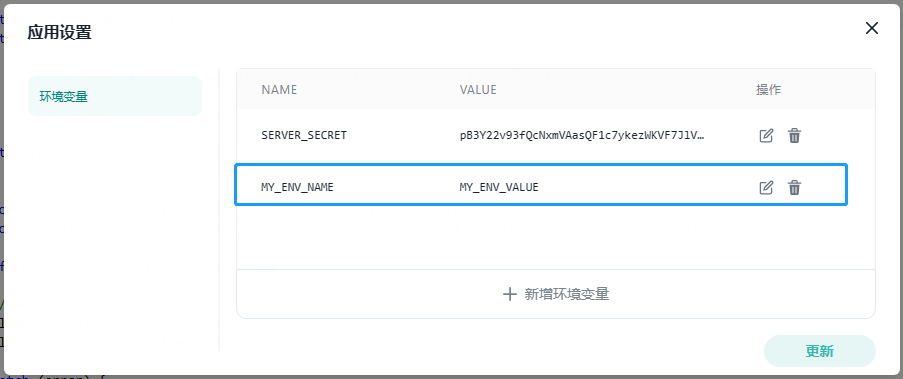 应用设置
环境变量
NAME VALUE 操作
SERVER_SECRET pB3Y22v93fQcNxmVAasQF1c7ykezWKVF7J1V…
MY_ENV_NAME MY_ENV_VALUE
新增环境变量
更新